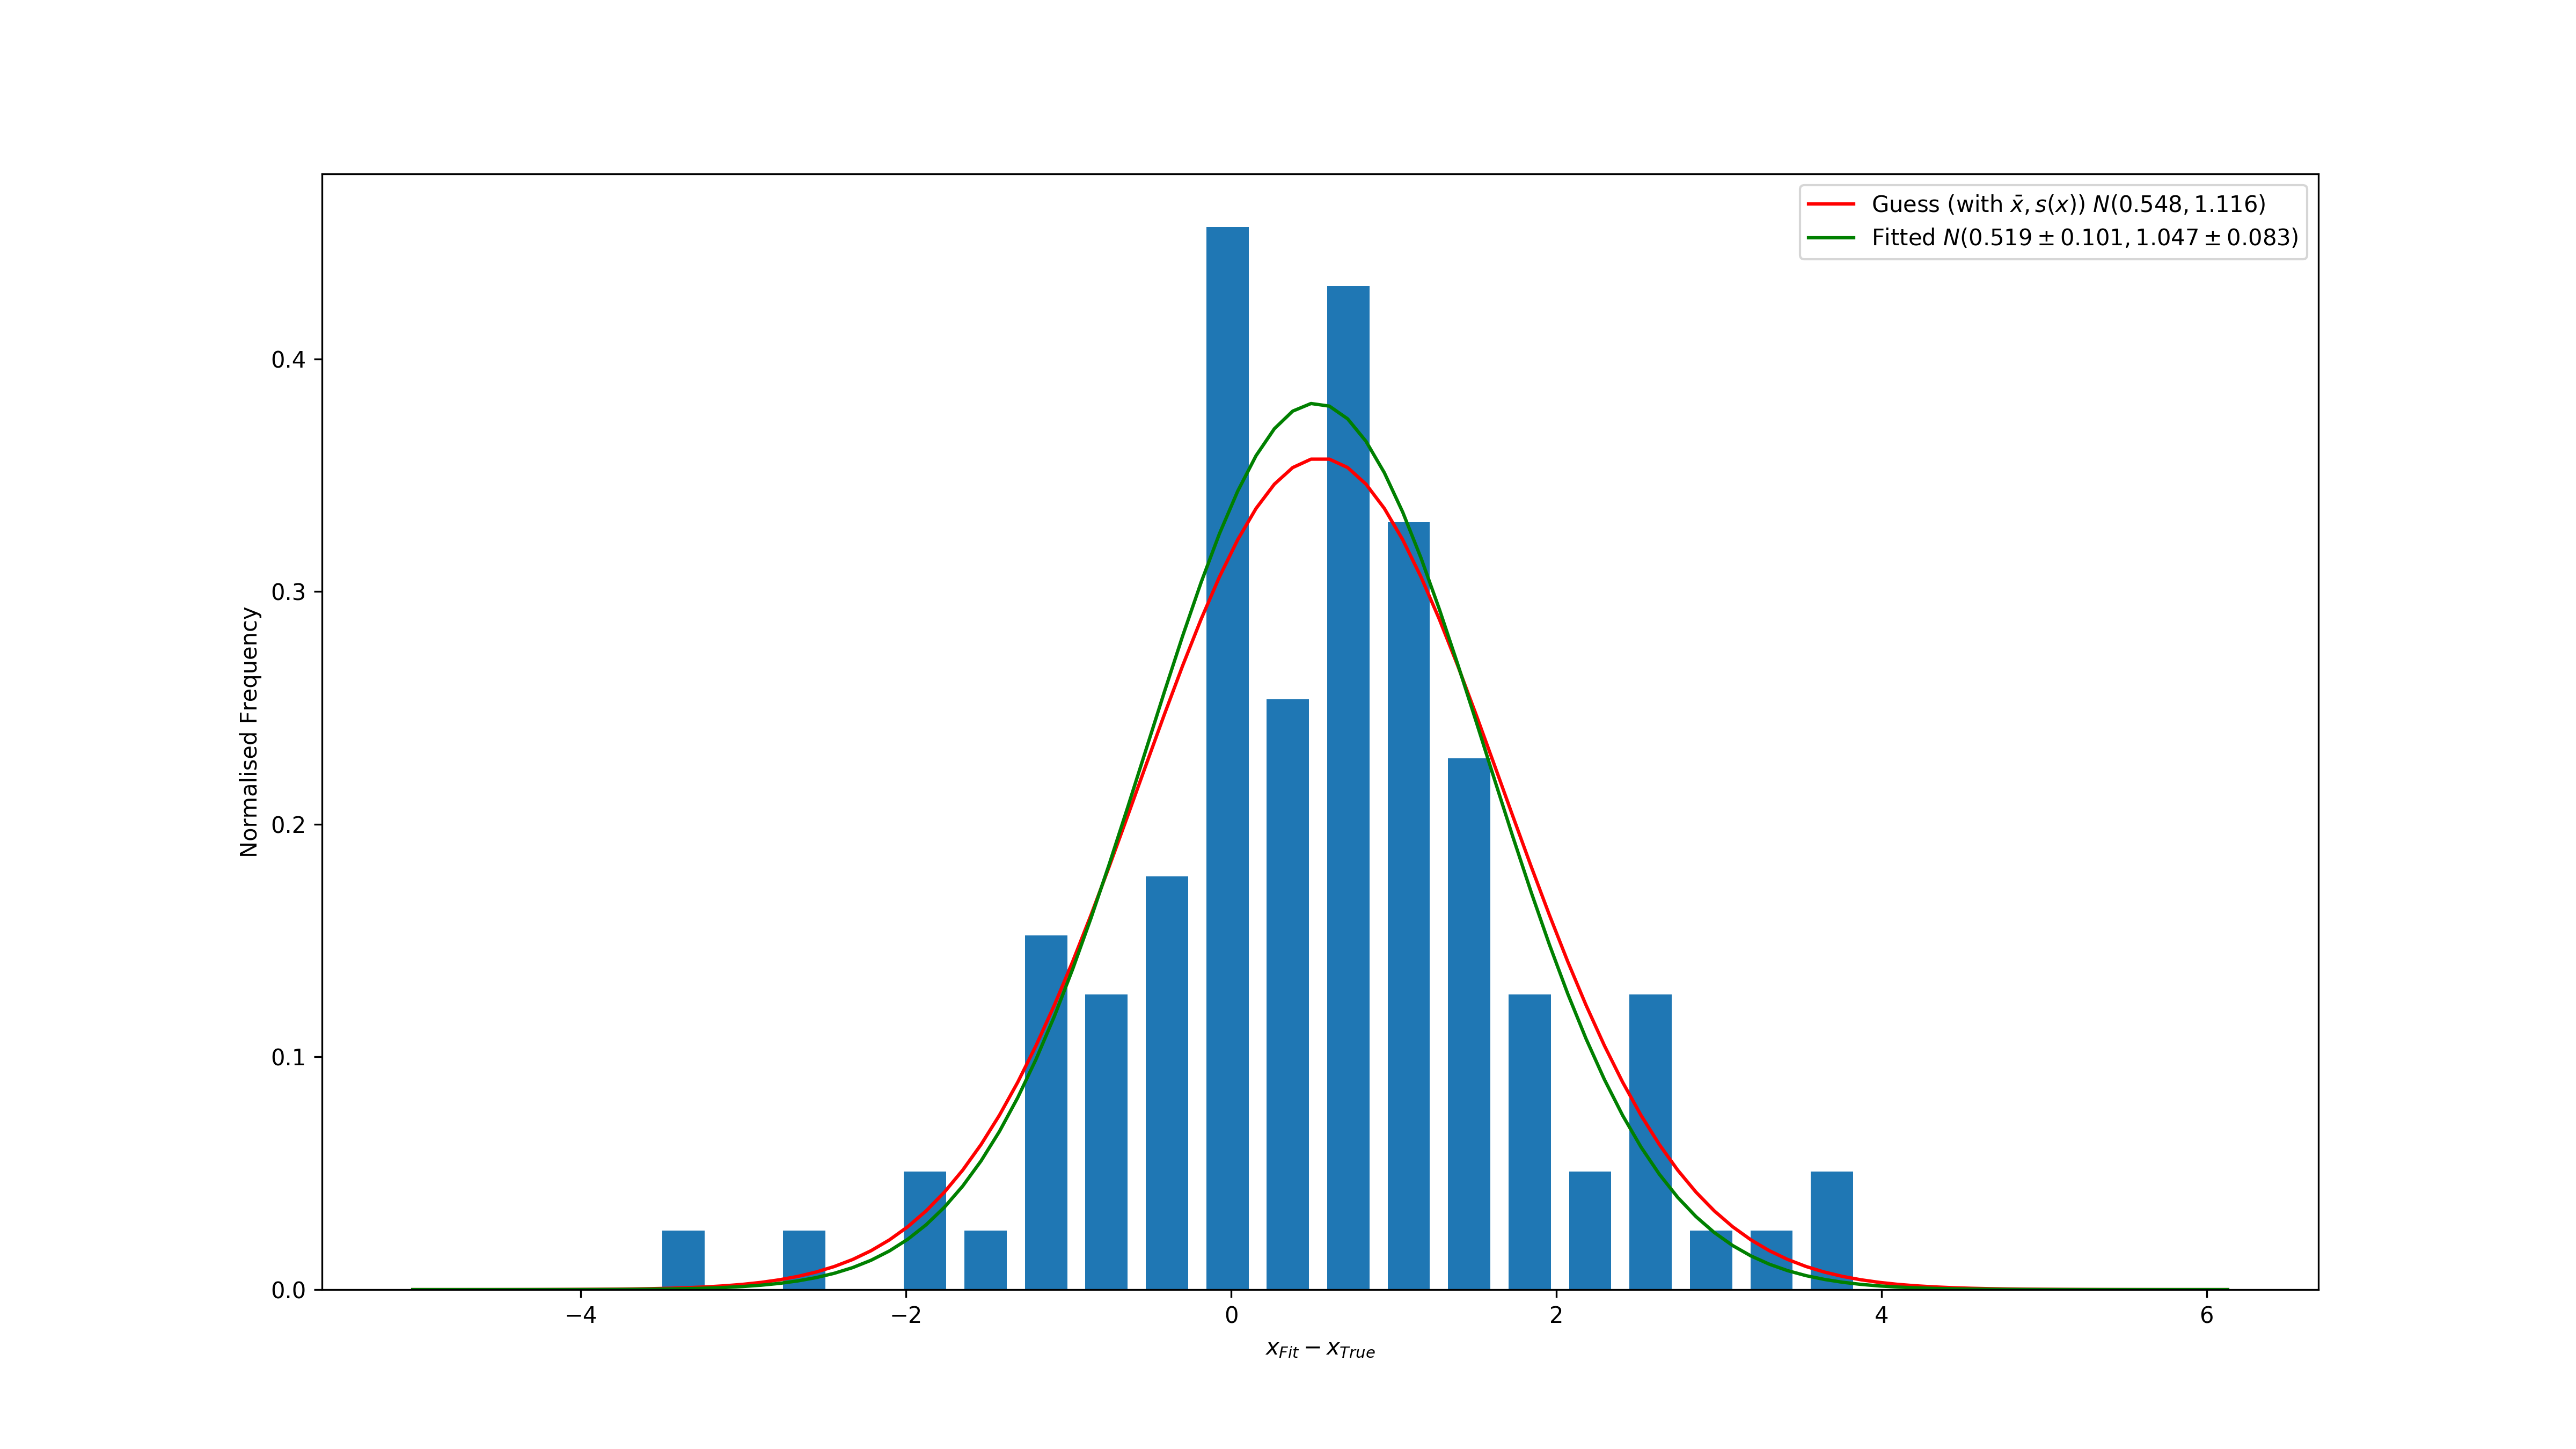 Guess (with x̄, s(x)) N(0.548, 1.116)
Fitted N(0.519 ± 0.101, 1.047 ± 0.083)
0.4
0.3
0.2
0.1
0.0
Normalised Frequency
−4 −2 0 2 4 6
x_Fit − x_True